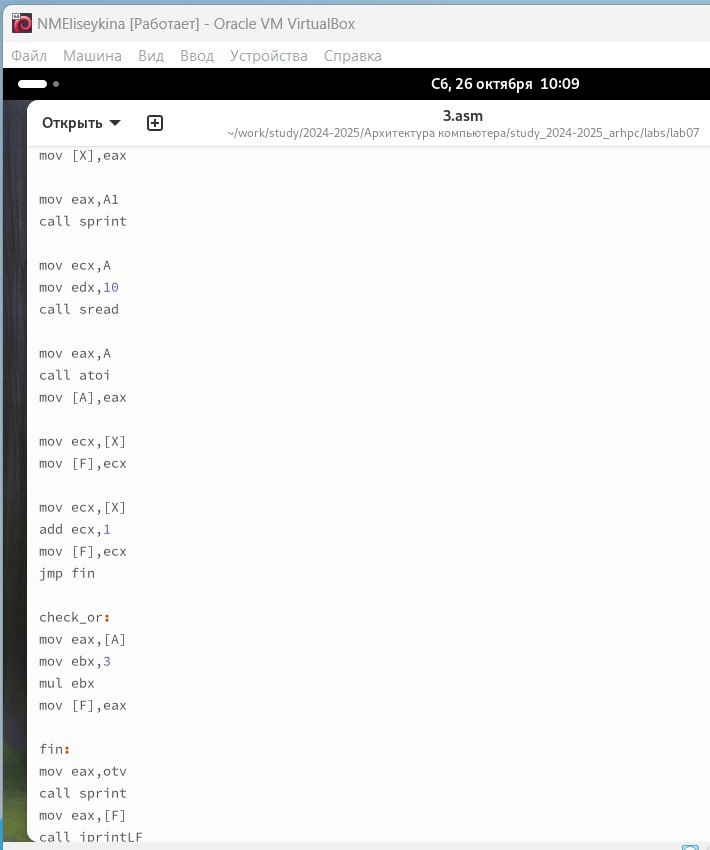 NMEliseykina [Работает] - Oracle VM VirtualBox
Файл Машина Вид Ввод Устройства Справка
Сб, 26 октября 10:09
Открыть
3.asm
~/work/study/2024-2025/Архитектура компьютера/study_2024-2025_arhpc/labs/lab07
mov [X],eax
mov eax,A1
call sprint
mov ecx,A
mov edx,10
call sread
mov eax,A
call atoi
mov [A],eax
mov ecx,[X]
mov [F],ecx
mov ecx,[X]
add ecx,1
mov [F],ecx
jmp fin
check_or:
mov eax,[A]
mov ebx,3
mul ebx
mov [F],eax
fin:
mov eax,otv
call sprint
mov eax,[F]
call iprintLF